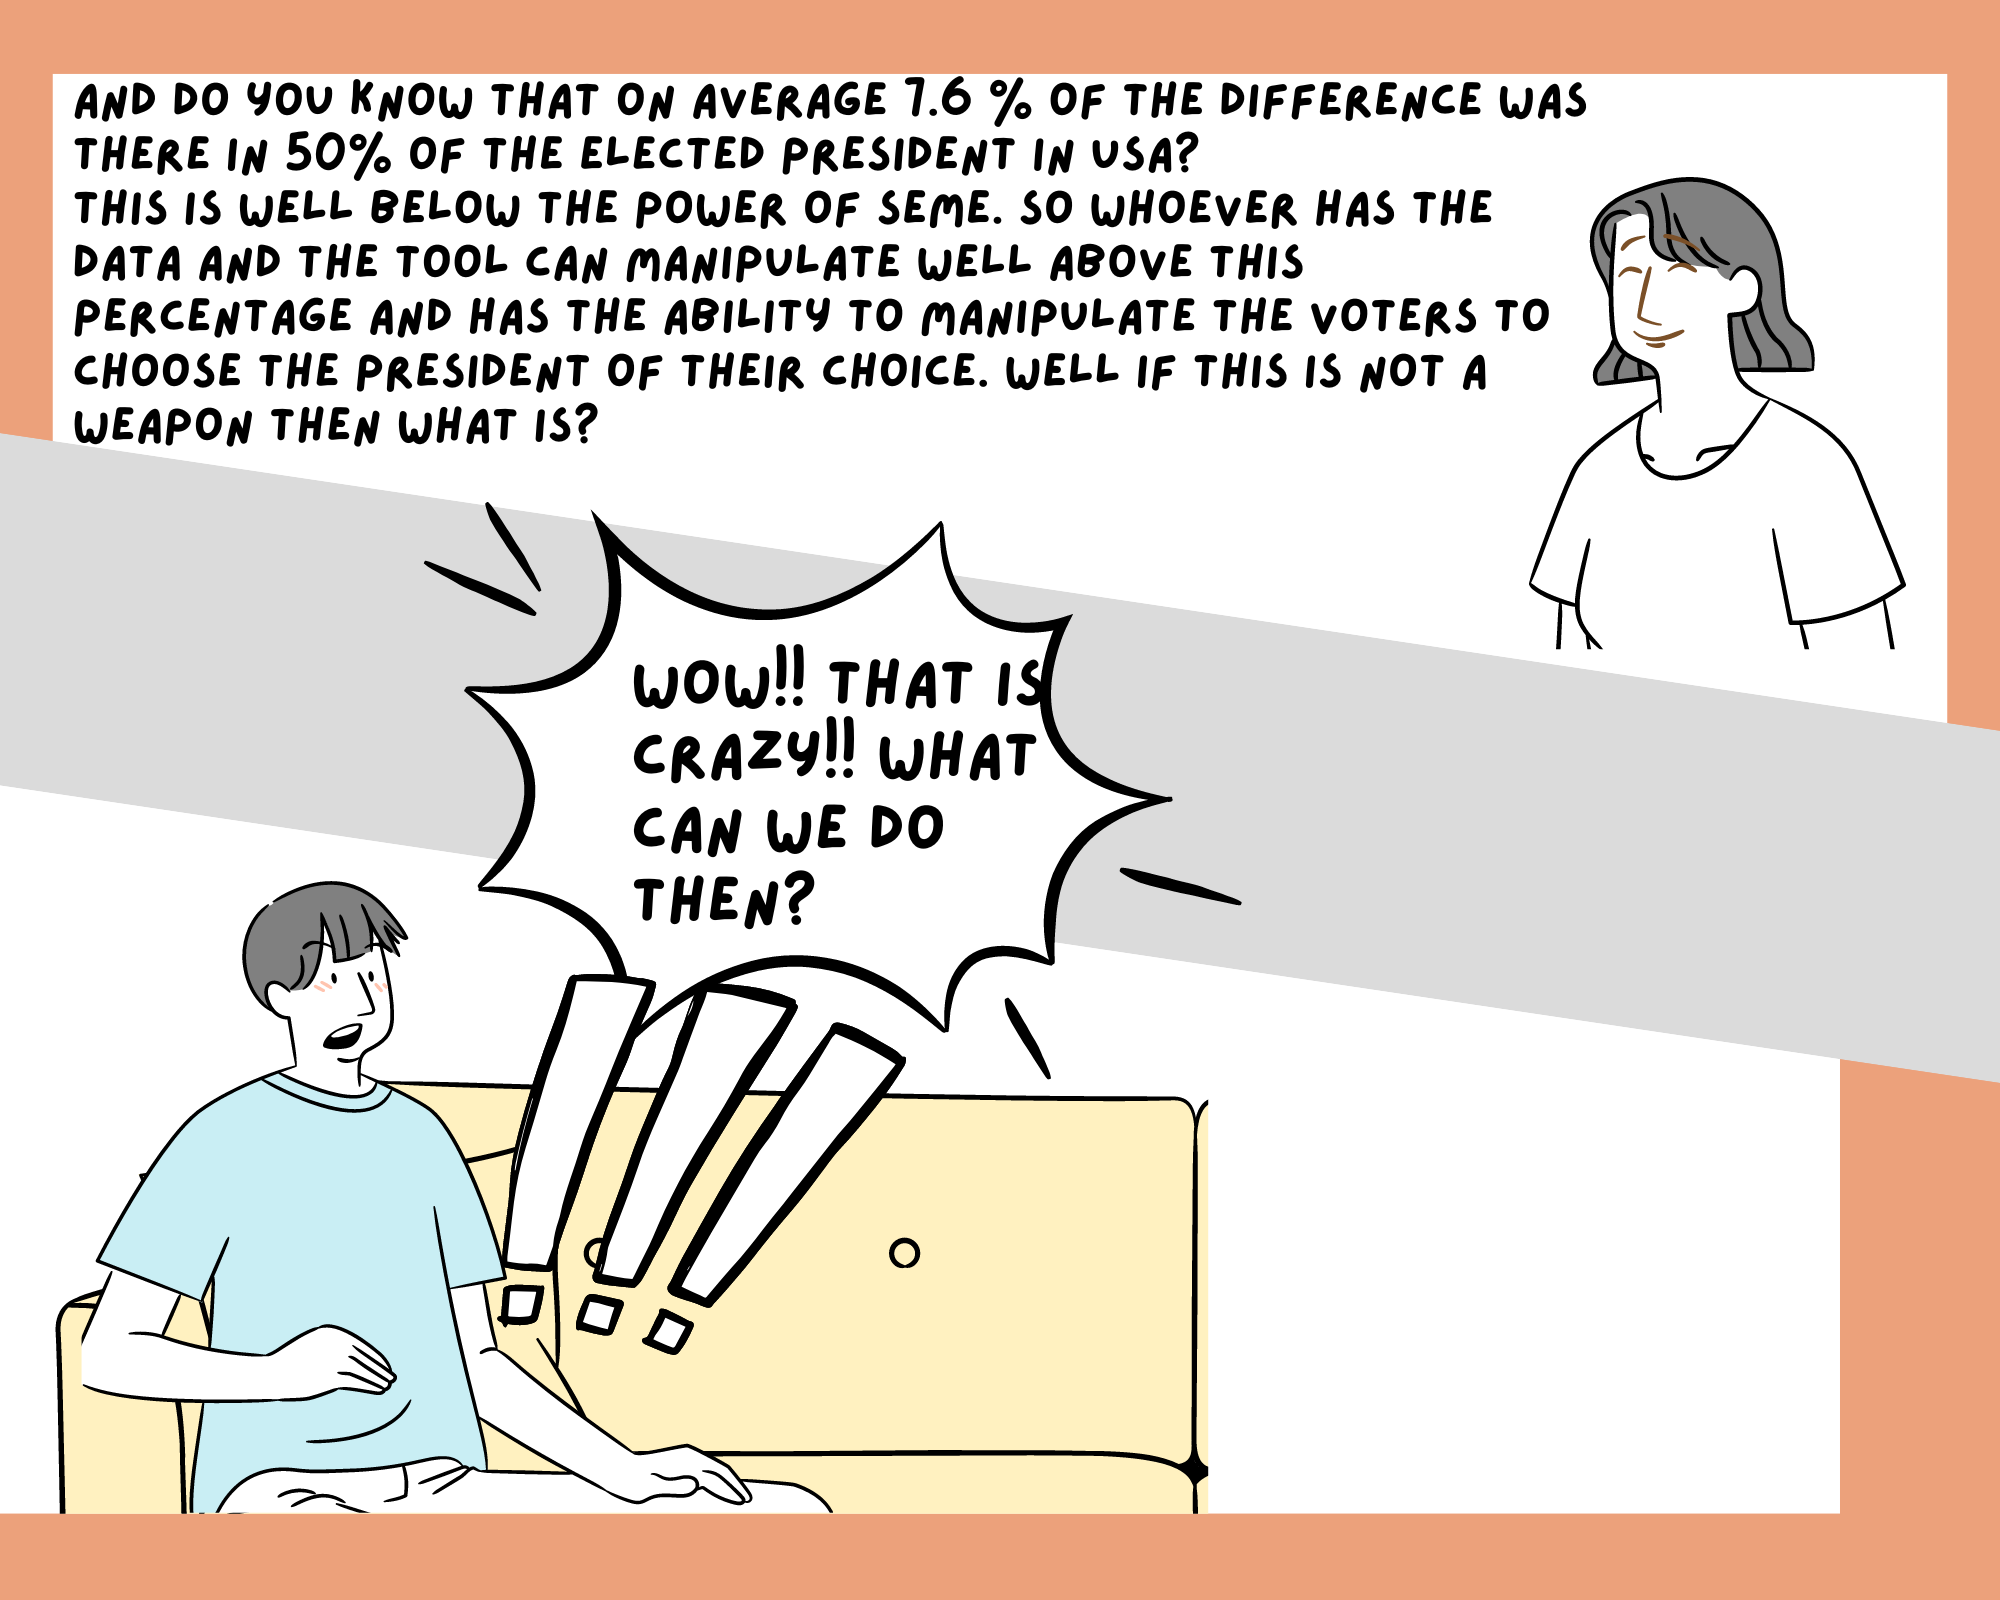 AND DO YOU KNOW THAT ON AVERAGE 7.6 % OF THE DIFFERENCE WAS
THERE IN 50% OF THE ELECTED PRESIDENT IN USA?
THIS IS WELL BELOW THE POWER OF SEME. SO WHOEVER HAS THE
DATA AND THE TOOL CAN MANIPULATE WELL ABOVE THIS
PERCENTAGE AND HAS THE ABILITY TO MANIPULATE THE VOTERS TO
CHOOSE THE PRESIDENT OF THEIR CHOICE. WELL IF THIS IS NOT A
WEAPON THEN WHAT IS?
WOW!! THAT IS
CRAZY!! WHAT
CAN WE DO
THEN?
!!!